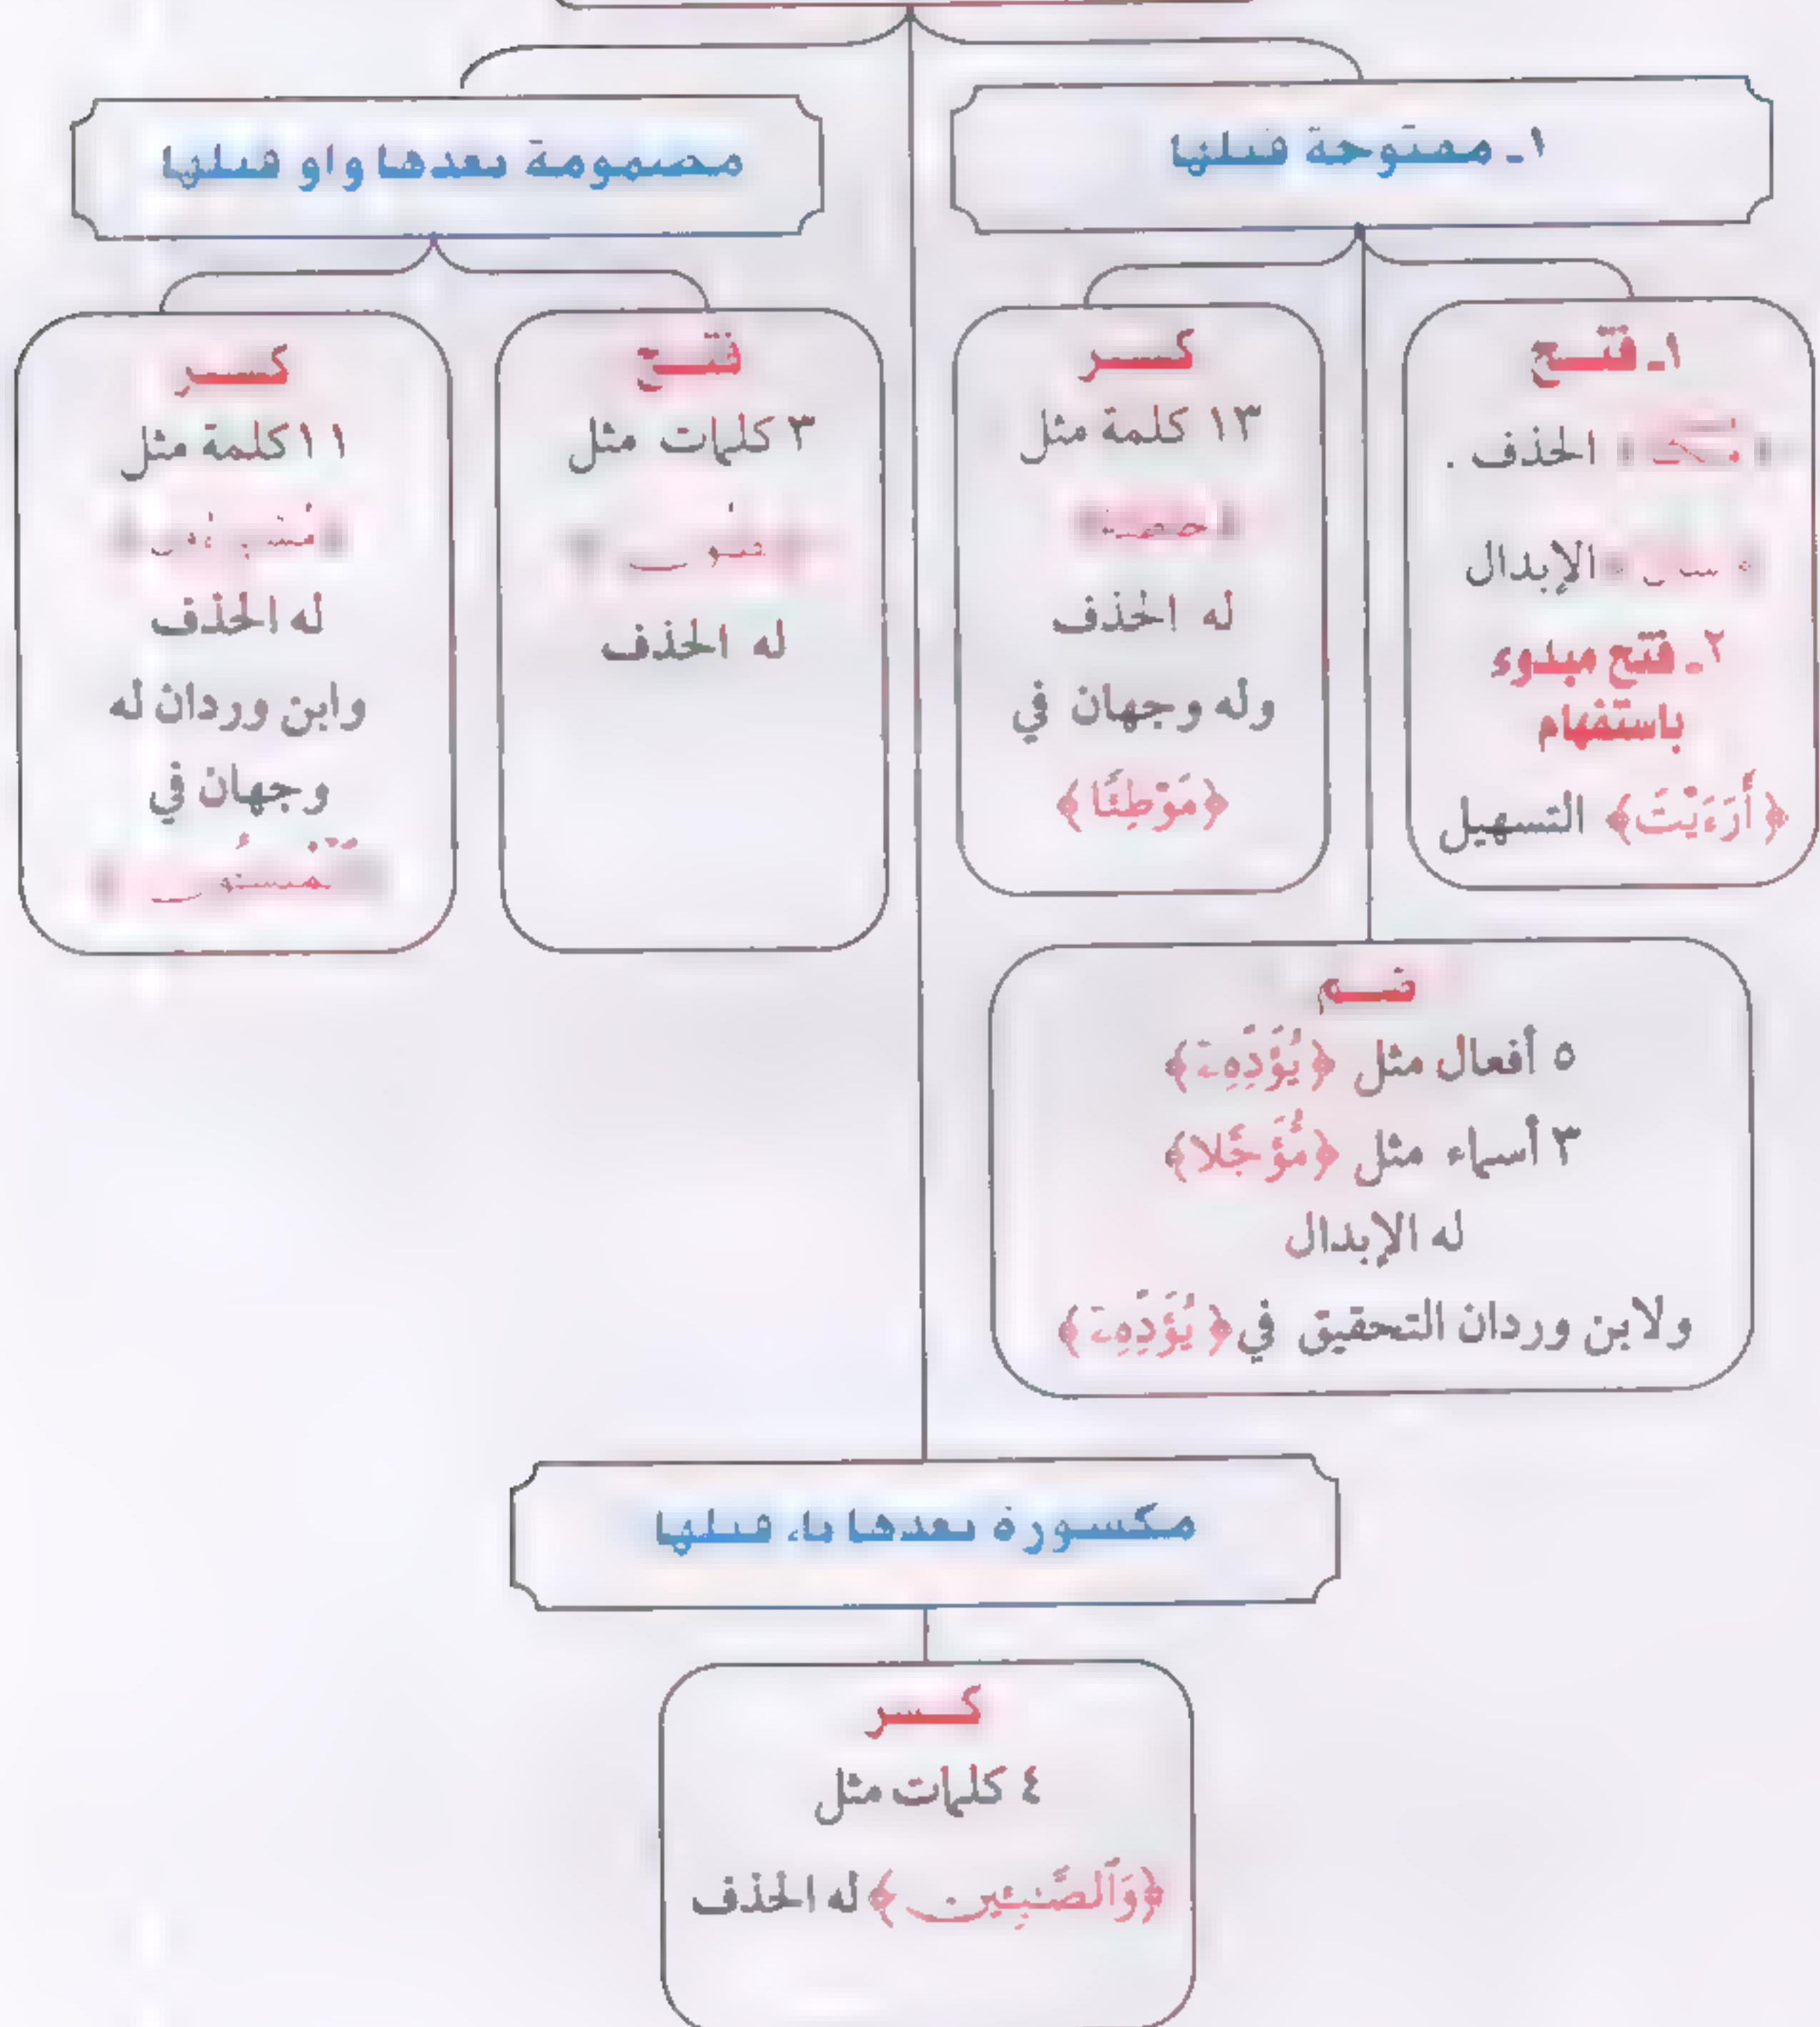 ١ـ مفتوحة قبلها
مضمومة بعدها واو قبلها
١ـ فتح
الحذف .
الإبدال
٢ـ فتح مبدوء
باستفهام
﴿أَرَءَيْتَ﴾ التسهيل
كسر
١٣ كلمة مثل
له الحذف
وله وجهان في
﴿مَوْطِئًا﴾
فتح
٣ كلمات مثل
له الحذف
كسر
١١ كلمة مثل
له الحذف
وابن وردان له
وجهان في
ضم
٥ أفعال مثل ﴿يُؤَدِّهِۦ﴾
٣ أسماء مثل ﴿مُّؤَجَّلًا﴾
له الإبدال
ولابن وردان التحقيق في ﴿يُؤَدِّهِۦ﴾
مكسورة بعدها ياء قبلها
كسر
٤ كلمات مثل
﴿وَٱلصَّٰبِـِٔينَ﴾ له الحذف